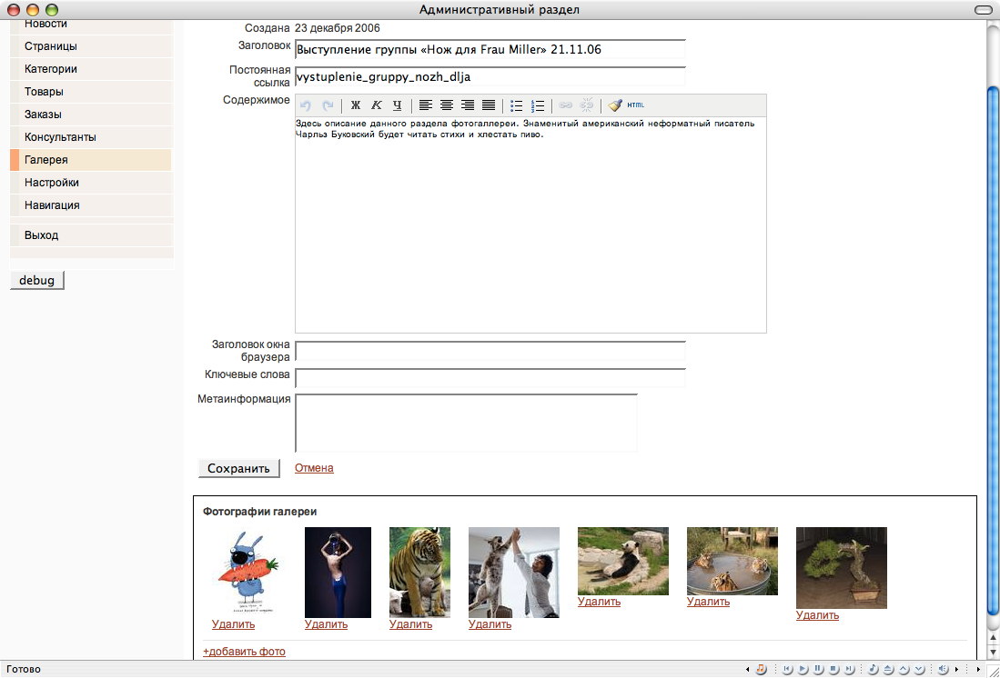 Административный раздел
Новости
Страницы
Категории
Товары
Заказы
Консультанты
Галерея
Настройки
Навигация
Выход
debug
Создана 23 декабря 2006
Заголовок Выступление группы «Нож для Frau Miller» 21.11.06
Постоянная
ссылка vystuplenie_gruppy_nozh_dlja
Содержимое Ж К Ч HTML
Здесь описание данного раздела фотогаллереи. Знаменитый американский неформатный писатель
Чарльз Буковский будет читать стихи и хлестать пиво.
Заголовок окна
браузера
Ключевые слова
Метаинформация
Сохранить Отмена
Фотографии галереи
Удалить Удалить Удалить Удалить Удалить Удалить Удалить
+добавить фото
Готово